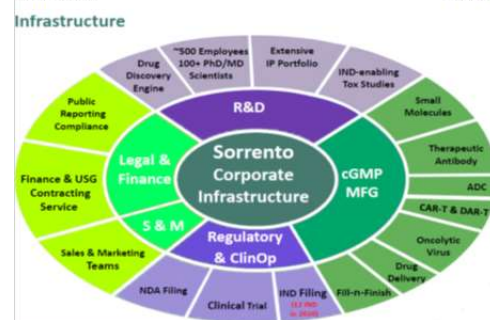 Infrastructure
~500 Employees
100+ PhD/MD
Scientists
Extensive
IP Portfolio
Drug
Discovery
Engine
IND-enabling
Tox Studies
Public
Reporting
Compliance
R&D
Small
Molecules
Legal &
Finance
Sorrento
Corporate
Infrastructure
cGMP
MFG
Therapeutic
Antibody
Finance & USG
Contracting
Service
ADC
CAR-T & DAR-T
S & M
Regulatory
& ClinOp
Oncolytic
Virus
Sales & Marketing
Teams
Drug
Delivery
NDA Filing
Clinical Trial
IND Filing
Fill-n-Finish